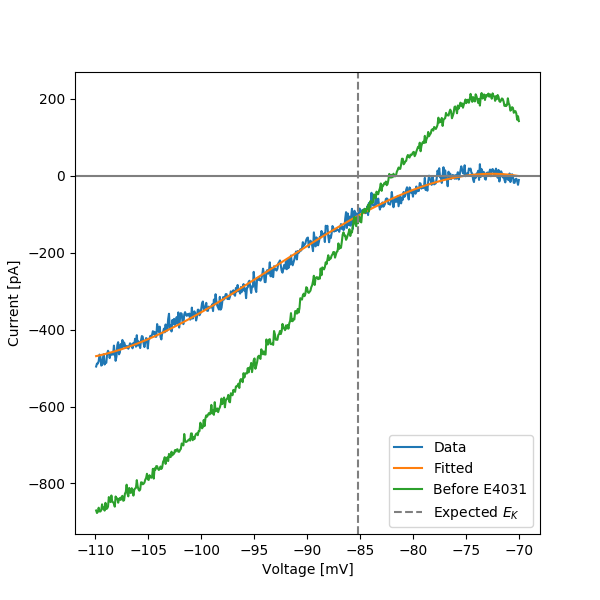 200
0
−200
−400
−600
−800
Current [pA]
−110
−105
−100
−95
−90
−85
−80
−75
−70
Voltage [mV]
Data
Fitted
Before E4031
Expected $E_K$